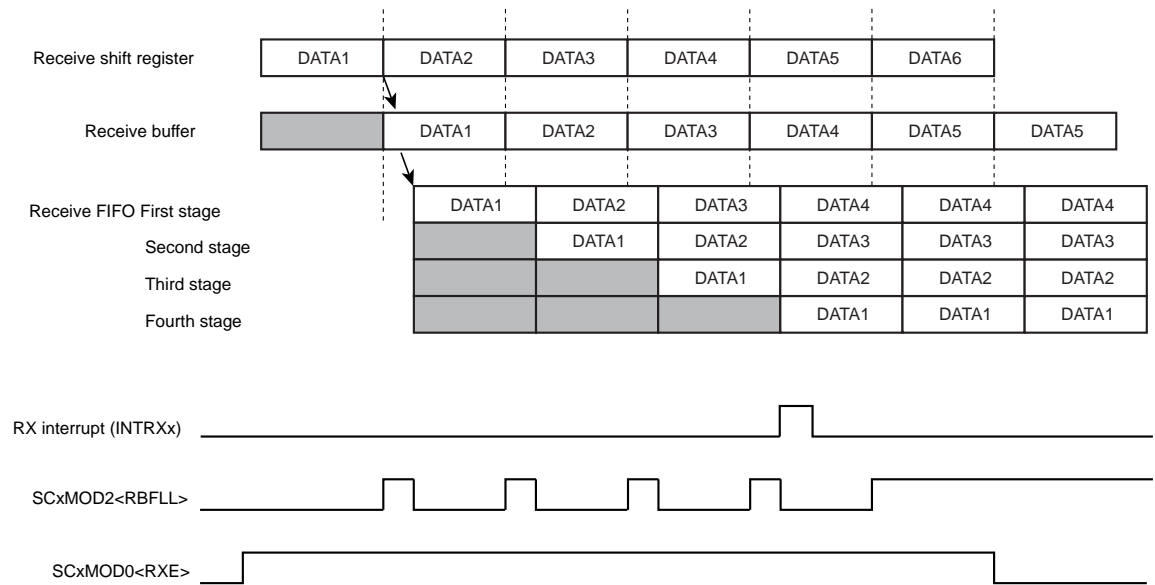 Receive shift register DATA1 DATA2 DATA3 DATA4 DATA5 DATA6
Receive buffer DATA1 DATA2 DATA3 DATA4 DATA5 DATA5
Receive FIFO First stage DATA1 DATA2 DATA3 DATA4 DATA4 DATA4
Second stage DATA1 DATA2 DATA3 DATA3 DATA3
Third stage DATA1 DATA2 DATA2 DATA2
Fourth stage DATA1 DATA1 DATA1
RX interrupt (INTRXx)
SCxMOD2<RBFLL>
SCxMOD0<RXE>